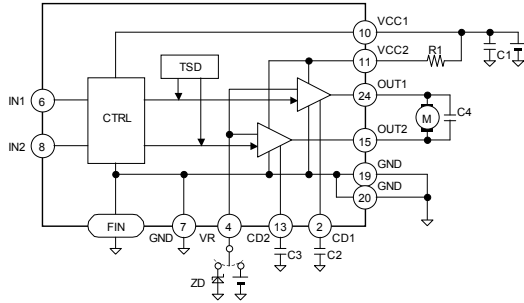 VCC1
10
C1
VCC2
R1
11
TSD
OUT1
IN1
6
24
CTRL
M
C4
IN2
8
OUT2
15
GND
19
GND
20
FIN
7
4
13
2
GND
VR
CD2
CD1
C3
C2
ZD